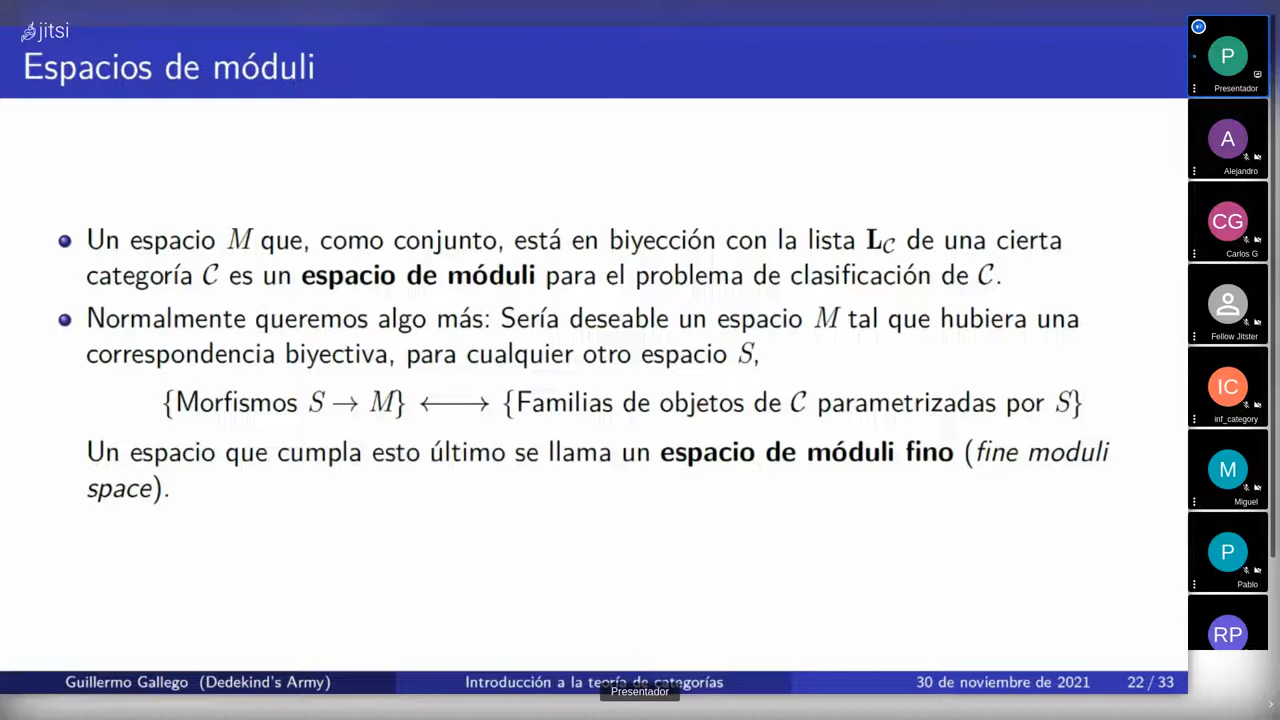 jitsi
Espacios de móduli
Un espacio M que, como conjunto, está en biyección con la lista L_C de una cierta
categoría C es un espacio de móduli para el problema de clasificación de C.
Normalmente queremos algo más: Sería deseable un espacio M tal que hubiera una
correspondencia biyectiva, para cualquier otro espacio S,
{Morfismos S → M} ⟷ {Familias de objetos de C parametrizadas por S}
Un espacio que cumpla esto último se llama un espacio de móduli fino (fine moduli
space).
Guillermo Gallego (Dedekind's Army) Introducción a la teoría de categorías 30 de noviembre de 2021 22 / 33
Presentador
P
Presentador
A
Alejandro
CG
Carlos G
Fellow Jitster
IC
inf_category
M
Miguel
P
Pablo
RP